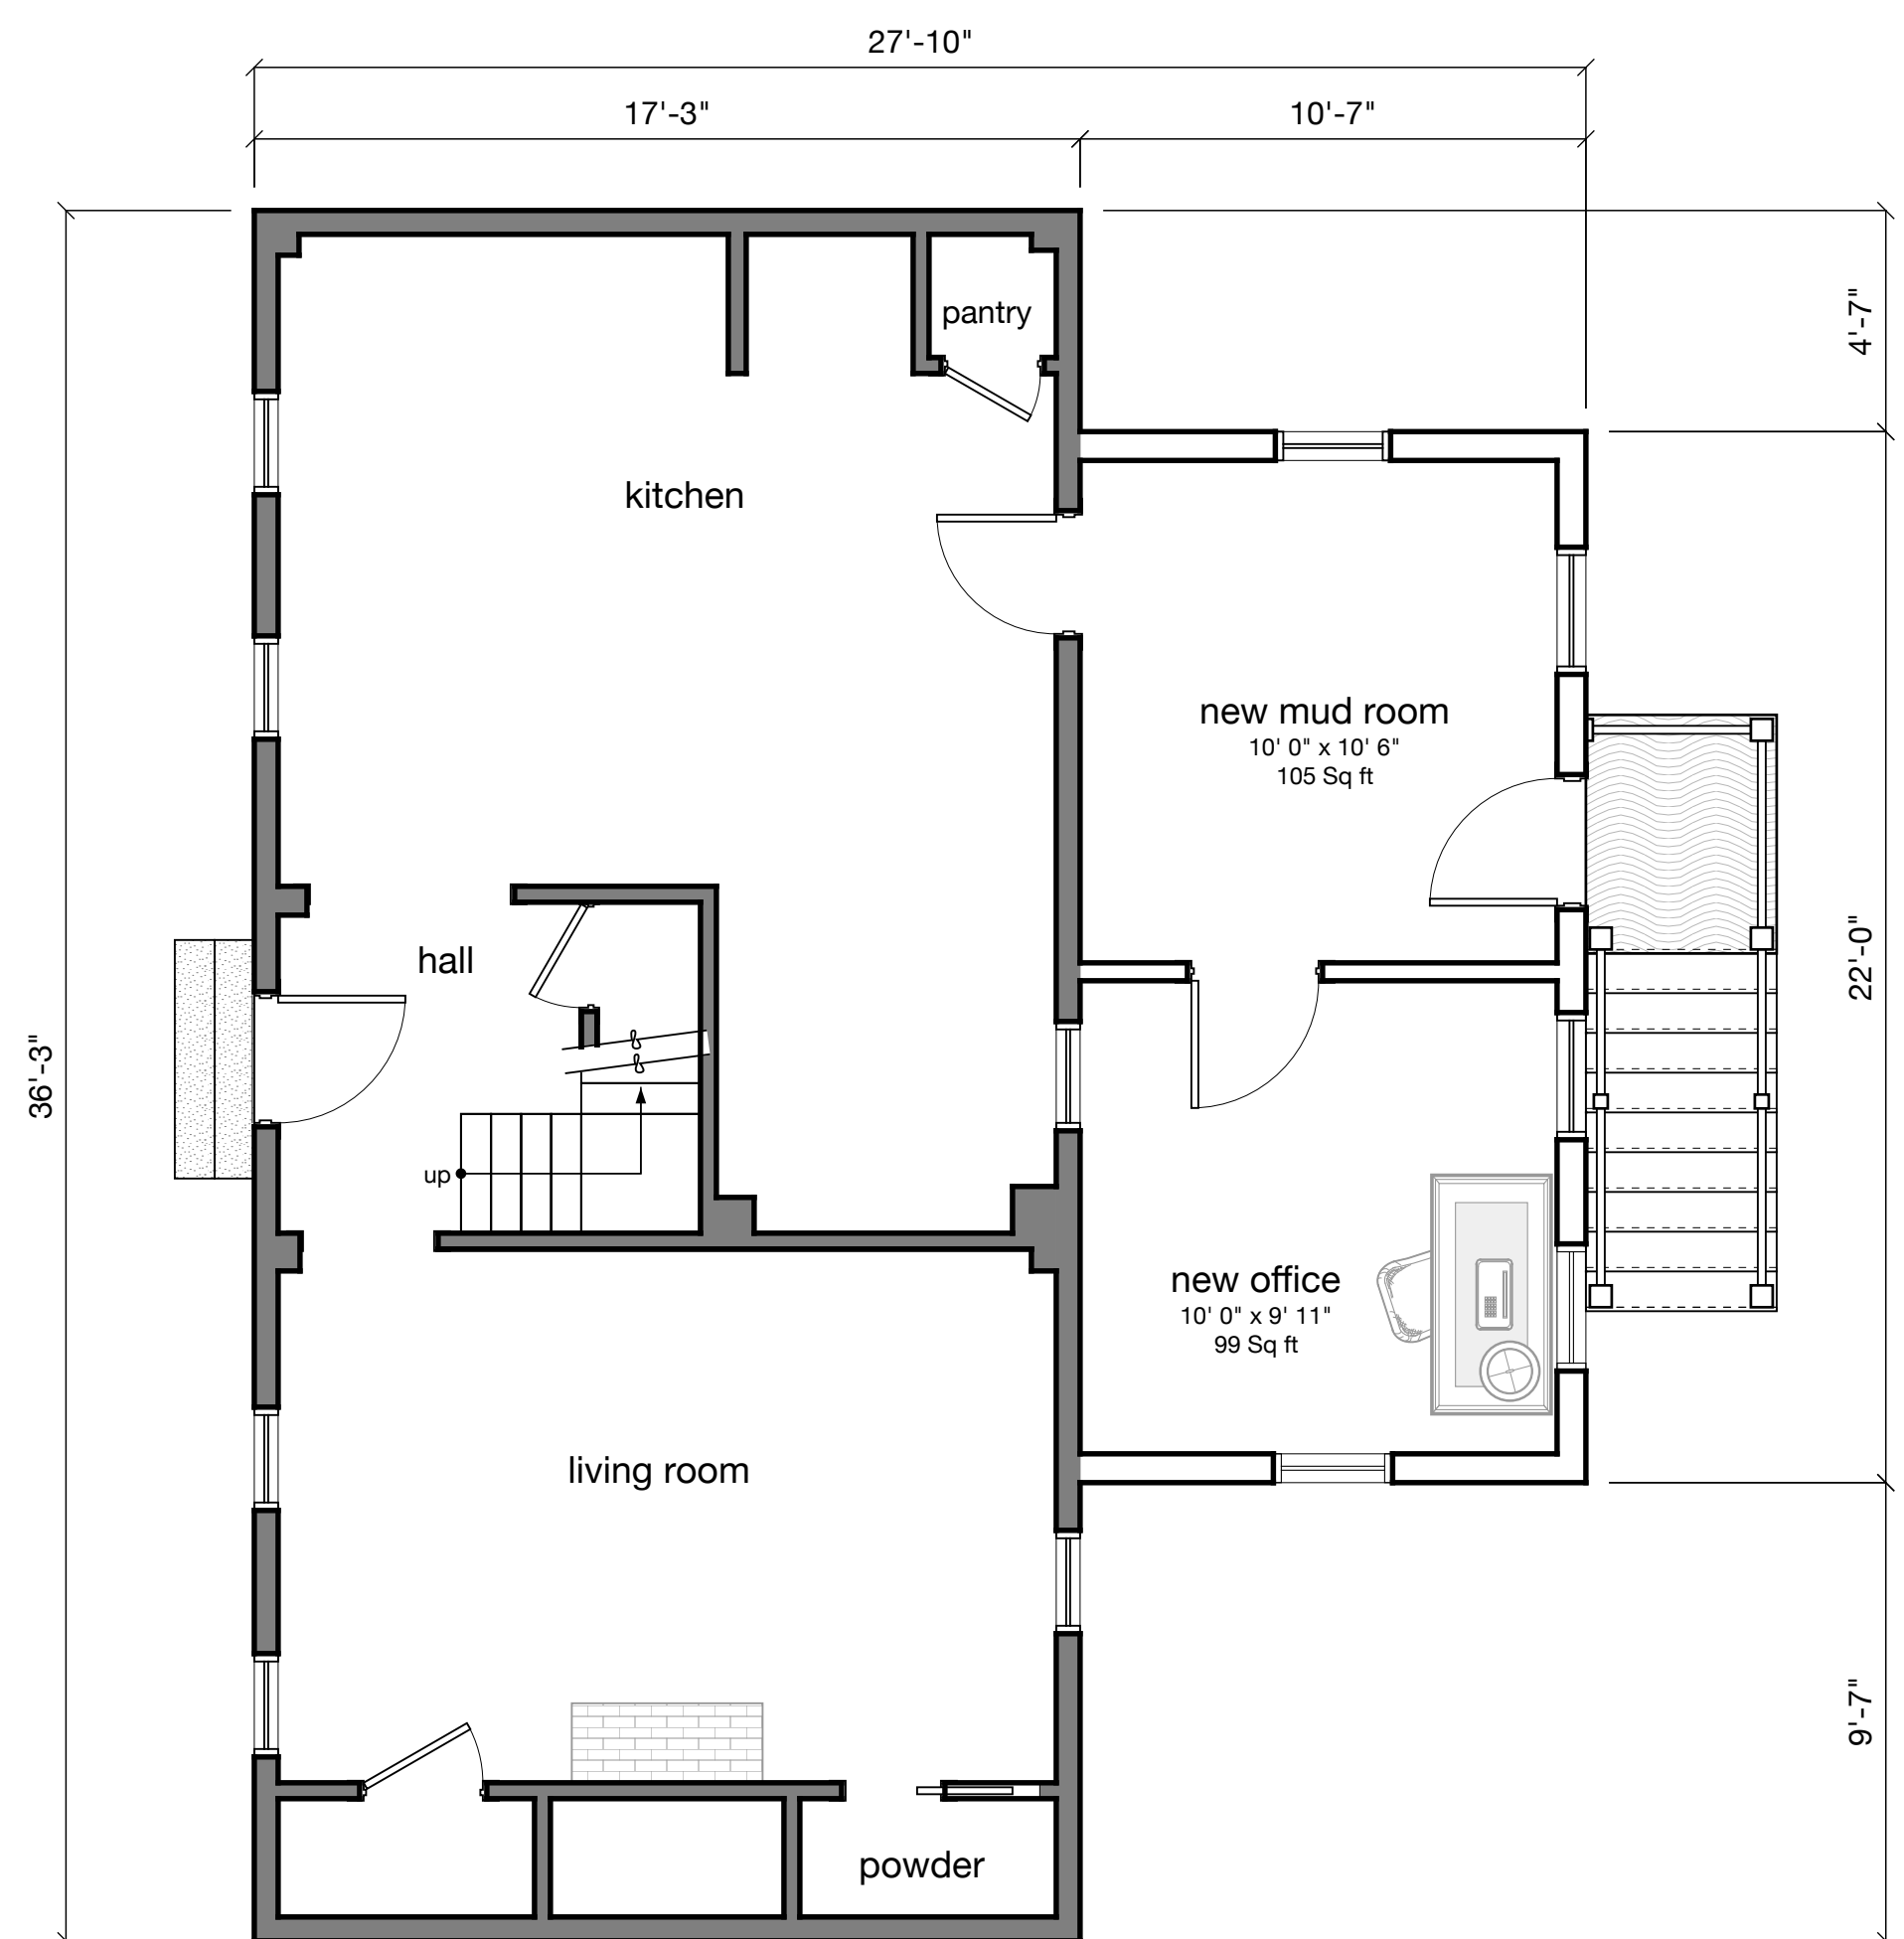 27'-10"
17'-3"
10'-7"
4'-7"
pantry
kitchen
new mud room
10' 0" x 10' 6"
105 Sq ft
hall
22'-0"
36'-3"
up
new office
10' 0" x 9' 11"
99 Sq ft
living room
9'-7"
powder